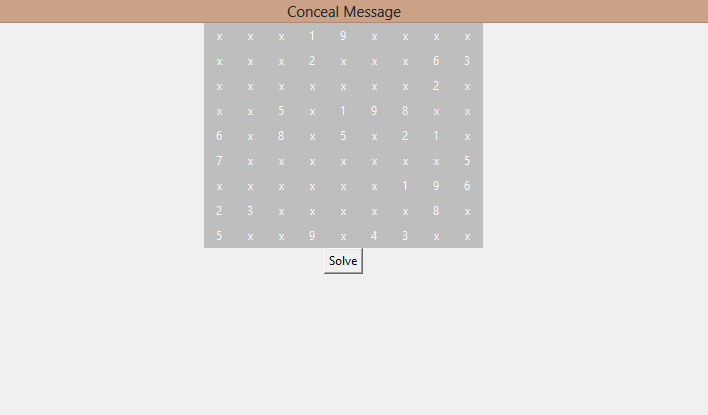 Conceal Message
x x x 1 9 x x x x
x x x 2 x x x 6 3
x x x x x x x 2 x
x x 5 x 1 9 8 x x
6 x 8 x 5 x 2 1 x
7 x x x x x x x 5
x x x x x x 1 9 6
2 3 x x x x x 8 x
5 x x 9 x 4 3 x x
Solve